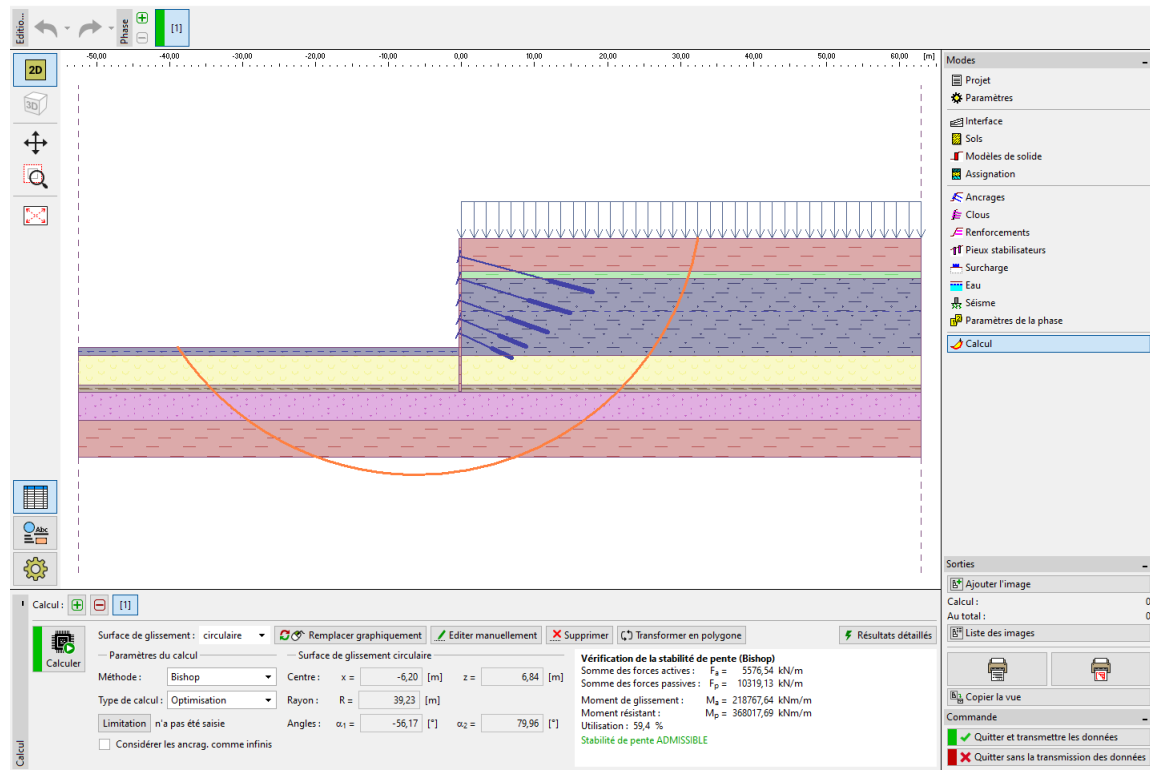 Editio...
Phase
[1]
-50,00 -40,00 -30,00 -20,00 -10,00 0,00 10,00 20,00 30,00 40,00 50,00 60,00 [m]
2D
3D
Abc
Modes
Projet
Paramètres
Interface
Sols
Modèles de solide
Assignation
Ancrages
Clous
Renforcements
Pieux stabilisateurs
Surcharge
Eau
Séisme
Paramètres de la phase
Calcul
Calcul : [1]
Calculer
Calcul
Surface de glissement : circulaire Remplacer graphiquement Editer manuellement Supprimer Transformer en polygone Résultats détaillés
Paramètres du calcul
Méthode : Bishop
Type de calcul : Optimisation
Limitation n'a pas été saisie
Considérer les ancrag. comme infinis
Surface de glissement circulaire
Centre : x = -6,20 [m] z = 6,84 [m]
Rayon : R = 39,23 [m]
Angles : α1 = -56,17 [°] α2 = 79,96 [°]
Vérification de la stabilité de pente (Bishop)
Somme des forces actives : Fa = 5576,54 kN/m
Somme des forces passives : Fp = 10319,13 kN/m
Moment de glissement : Ma = 218767,64 kNm/m
Moment résistant : Mp = 368017,69 kNm/m
Utilisation : 59,4 %
Stabilité de pente ADMISSIBLE
Sorties
Ajouter l'image
Calcul : 0
Au total : 0
Liste des images
Copier la vue
Commande
Quitter et transmettre les données
Quitter sans la transmission des données